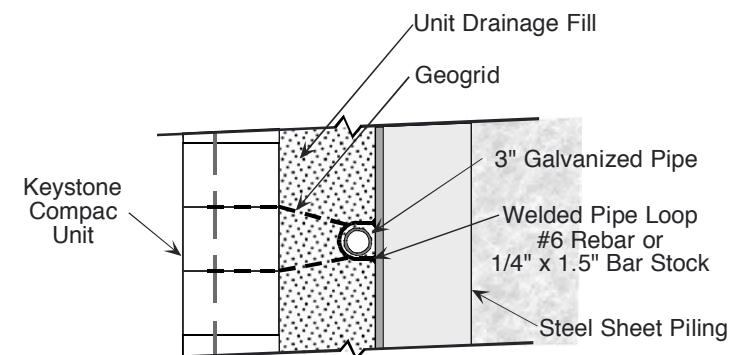 Unit Drainage Fill
Geogrid
3" Galvanized Pipe
Keystone
Compac
Unit
Welded Pipe Loop
#6 Rebar or
1/4" x 1.5" Bar Stock
Steel Sheet Piling